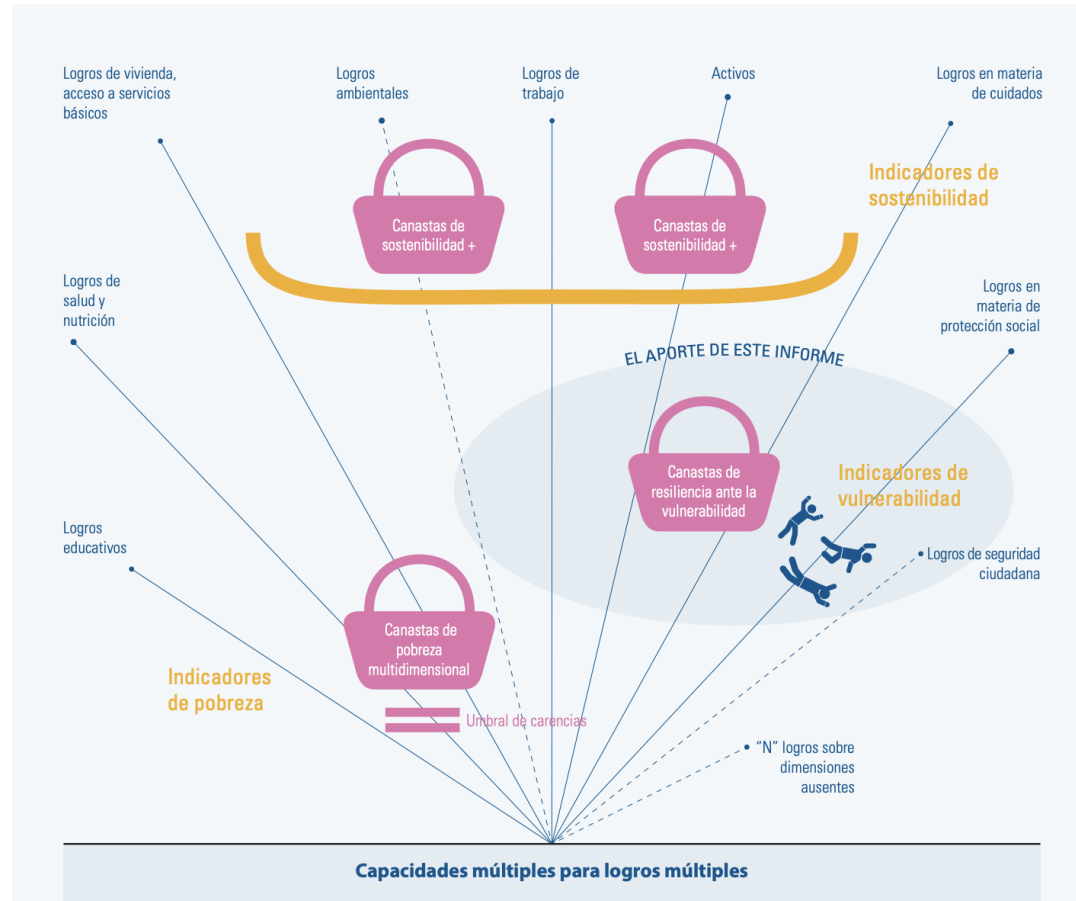 Logros de vivienda,
acceso a servicios
básicos
Logros
ambientales
Logros de
trabajo
Activos
Logros en materia
de cuidados
Indicadores de
sostenibilidad
Canastas de
sostenibilidad +
Canastas de
sostenibilidad +
Logros de
salud y
nutrición
Logros en
materia de
protección social
EL APORTE DE ESTE INFORME
Canastas de
resiliencia ante la
vulnerabilidad
Indicadores de
vulnerabilidad
Logros
educativos
Logros de seguridad
ciudadana
Canastas de
pobreza
multidimensional
Indicadores
de pobreza
Umbral de carencias
“N” logros sobre
dimensiones
ausentes
Capacidades múltiples para logros múltiples